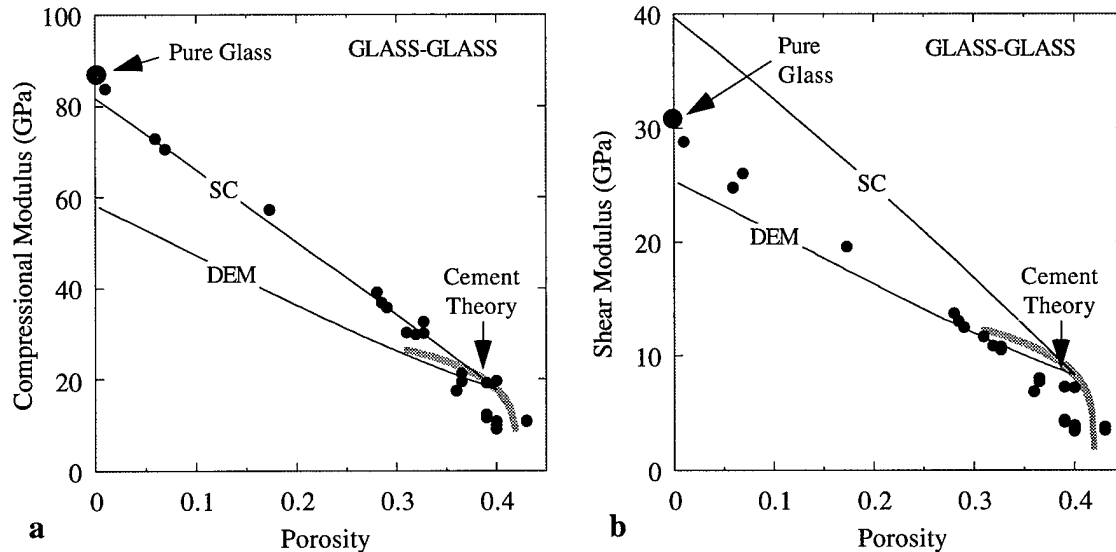 Compressional Modulus (GPa)
100
80
60
40
20
0
Pure Glass
GLASS-GLASS
SC
DEM
Cement
Theory
0
0.1
0.2
0.3
0.4
Porosity
a
Shear Modulus (GPa)
40
30
20
10
0
GLASS-GLASS
Pure
Glass
SC
DEM
Cement
Theory
0
0.1
0.2
0.3
0.4
Porosity
b